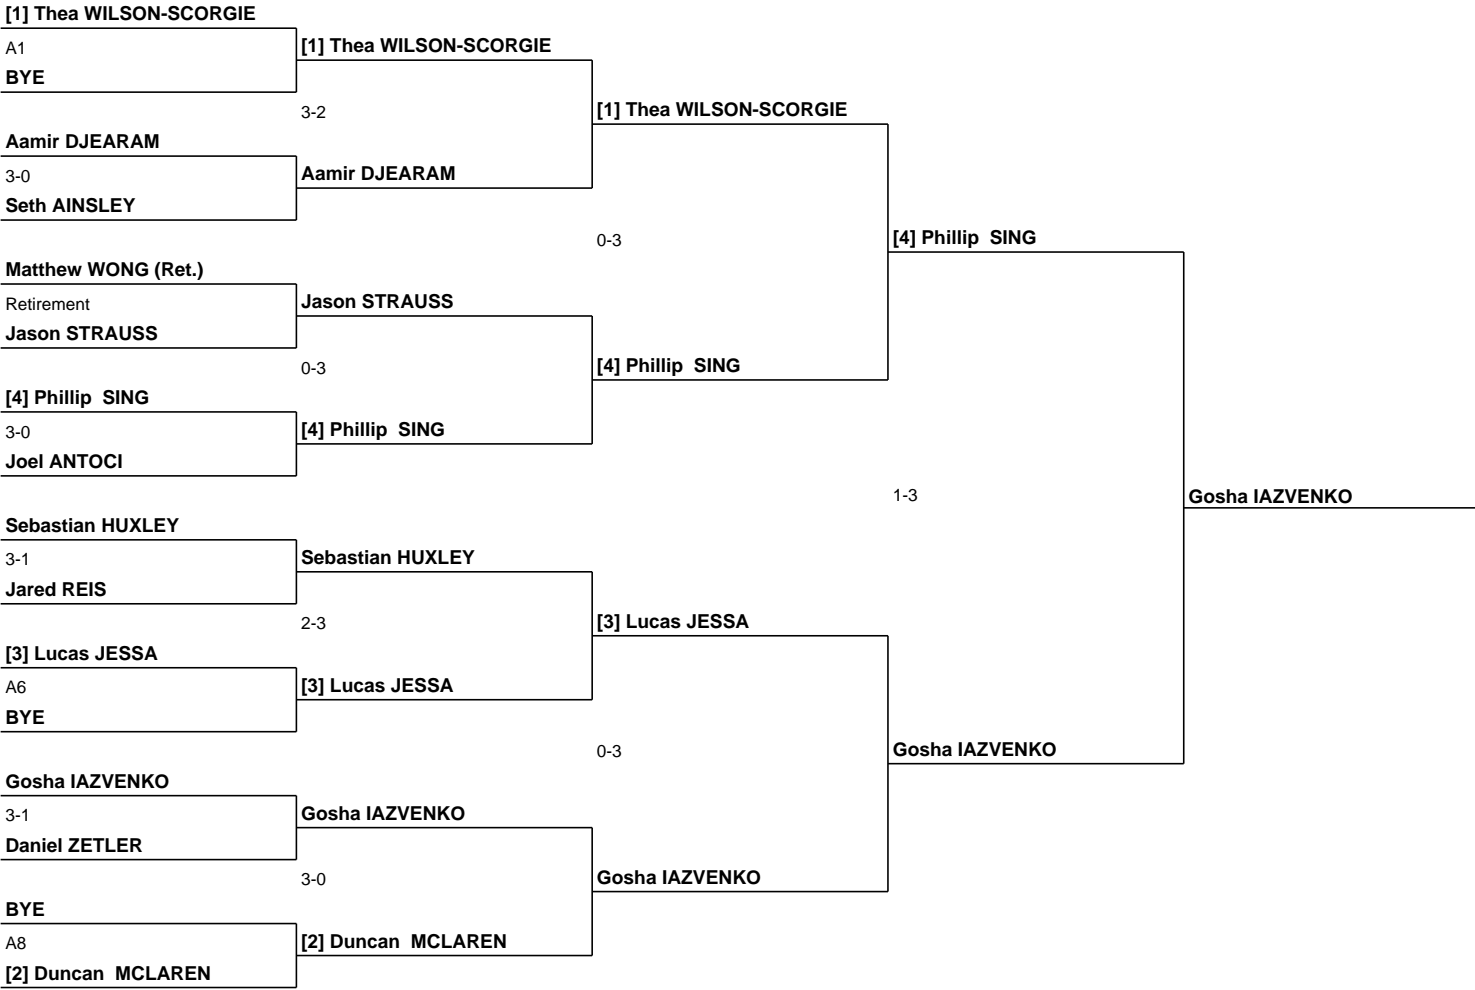 [1] Thea WILSON-SCORGIE
A1
BYE
Aamir DJEARAM
3-0
Seth AINSLEY
Matthew WONG (Ret.)
Retirement
Jason STRAUSS
[4] Phillip  SING
3-0
Joel ANTOCI
Sebastian HUXLEY
3-1
Jared REIS
[3] Lucas JESSA
A6
BYE
Gosha IAZVENKO
3-1
Daniel ZETLER
BYE
A8
[2] Duncan  MCLAREN
[1] Thea WILSON-SCORGIE
3-2
Aamir DJEARAM
Jason STRAUSS
0-3
[4] Phillip  SING
Sebastian HUXLEY
2-3
[3] Lucas JESSA
Gosha IAZVENKO
3-0
[2] Duncan  MCLAREN
[1] Thea WILSON-SCORGIE
0-3
[4] Phillip  SING
[3] Lucas JESSA
0-3
Gosha IAZVENKO
[4] Phillip  SING
1-3
Gosha IAZVENKO
Gosha IAZVENKO